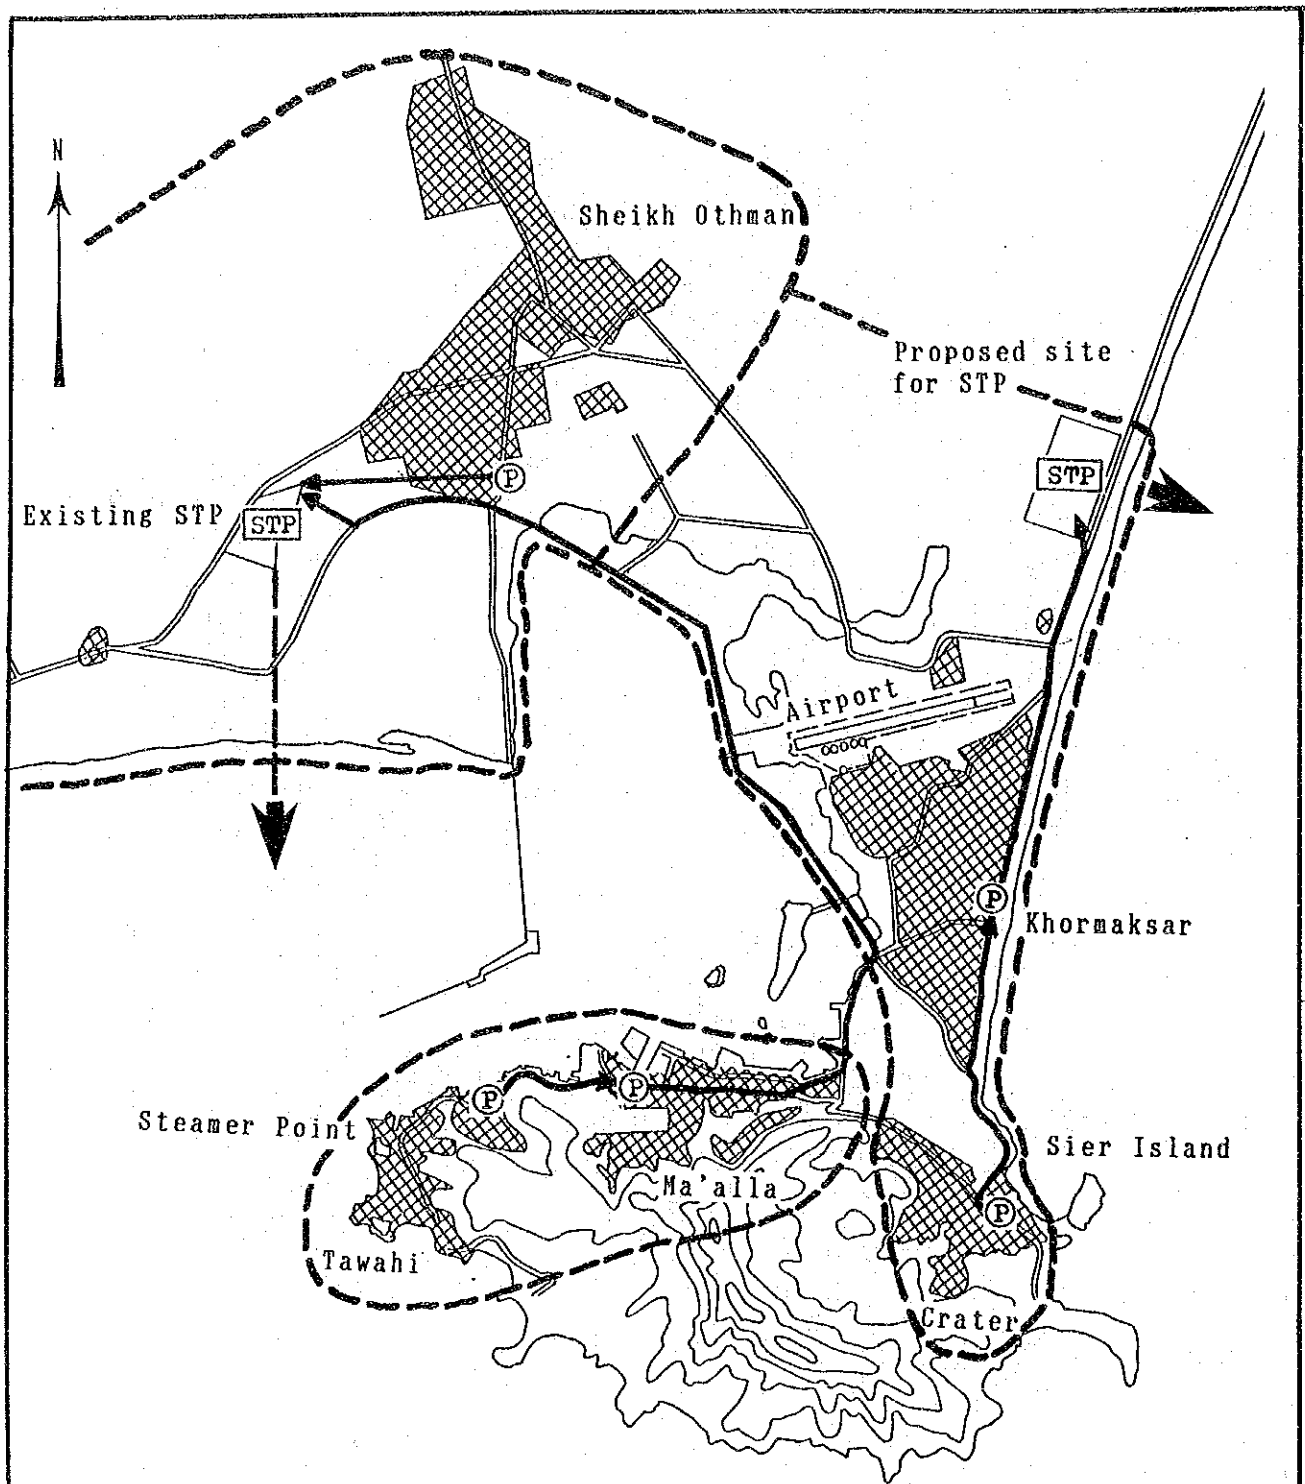 N
Sheikh Othman
Proposed site
for STP
STP
Existing STP
STP
P
Airport
P
Khormaksar
P
P
Steamer Point
Ma'alla
Sier Island
P
Tawahi
Crater